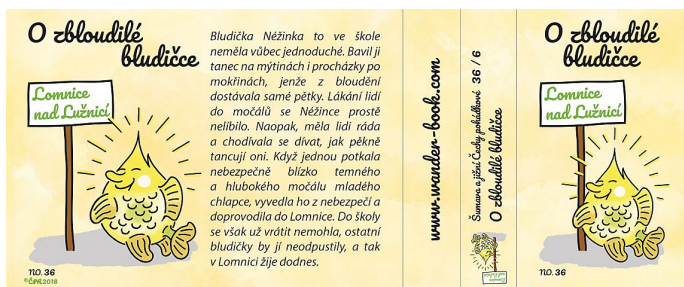 O zbloudilé
bludičce
Lomnice
nad Lužnicí
no. 36
©ČPR 2018
Bludička Néžinka to ve škole
neměla vůbec jednoduché. Bavil ji
tanec na mýtinách i procházky po
mokřinách, jenže z bloudění
dostávala samé pětky. Lákání lidí
do močálů se Néžince prostě
nelíbilo. Naopak, měla lidi ráda
a chodívala se dívat, jak pěkně
tancují oni. Když jednou potkala
nebezpečně blízko temného
a hlubokého močálu mladého
chlapce, vyvedla ho z nebezpečí a
doprovodila do Lomnice. Do školy
se však už vrátit nemohla, ostatní
bludičky by jí neodpustily, a tak
v Lomnici žije dodnes.
www.wander-book.com
Šumava a jižní Čechy pohádkové 36 / 6
O zbloudilé bludičce
O zbloudilé
bludičce
Lomnice
nad Lužnicí
no. 36